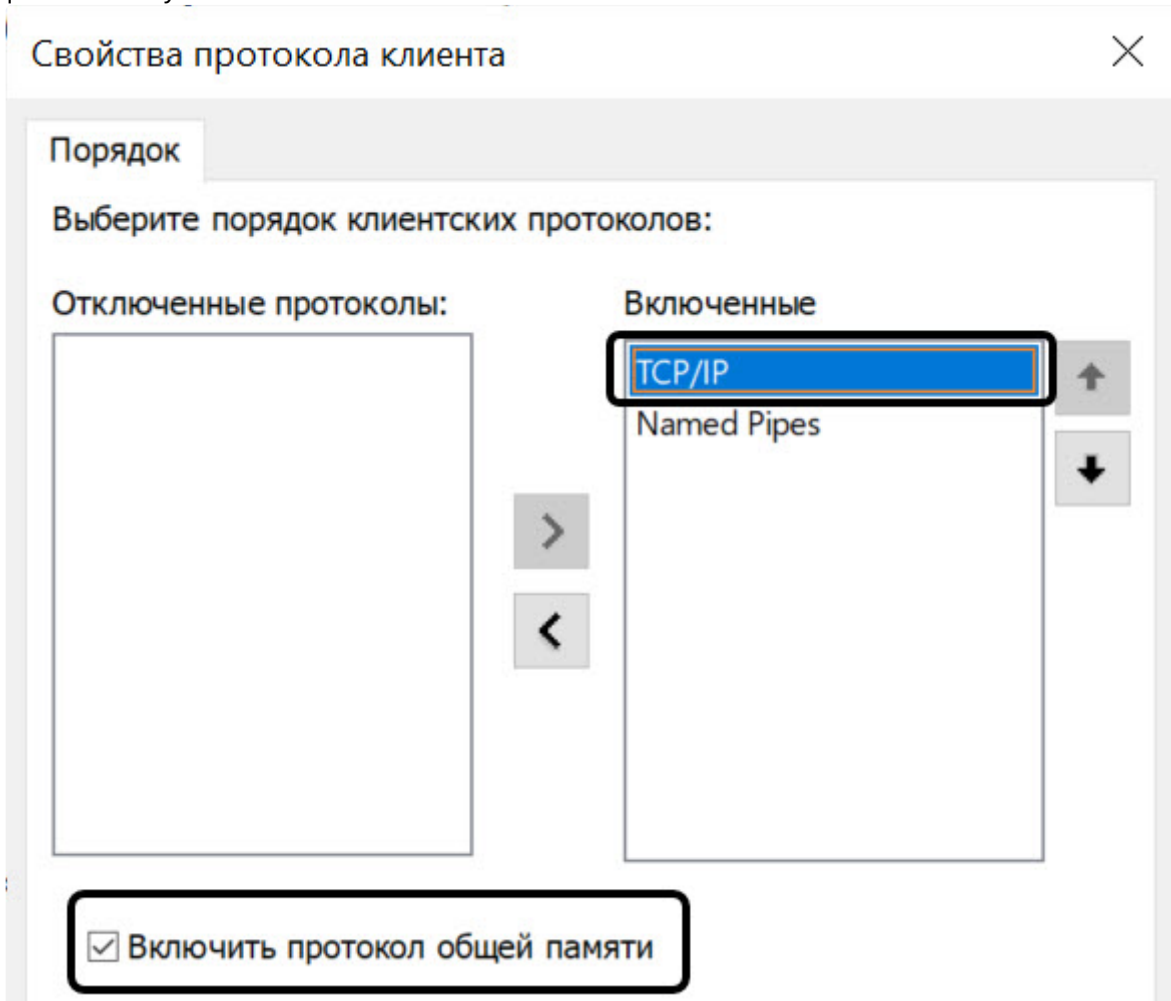 Свойства протокола клиента
Порядок
Выберите порядок клиентских протоколов:
Отключенные протоколы:
Включенные
TCP/IP
Named Pipes
Включить протокол общей памяти